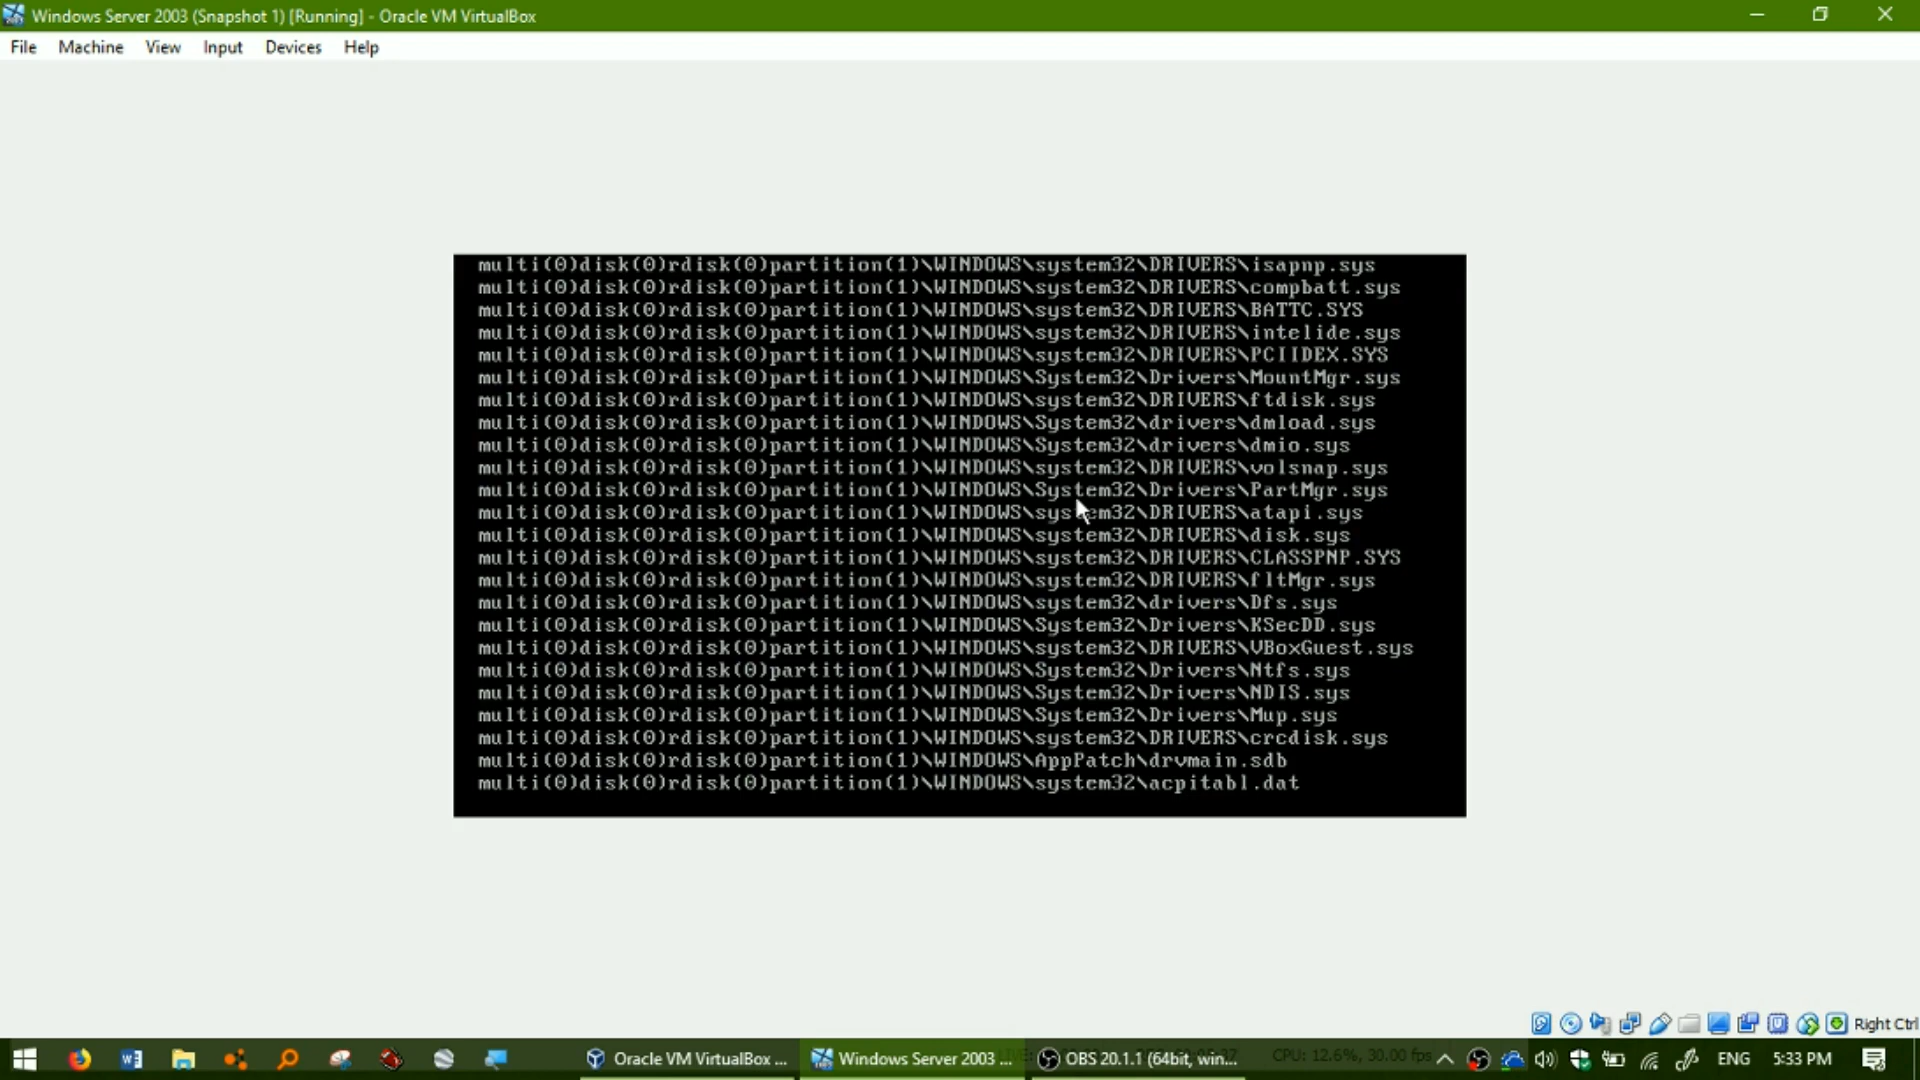 Windows Server 2003 (Snapshot 1) [Running] - Oracle VM VirtualBox
File Machine View Input Devices Help
multi(0)disk(0)rdisk(0)partition(1)\WINDOWS\system32\DRIVERS\isapnp.sys
multi(0)disk(0)rdisk(0)partition(1)\WINDOWS\system32\DRIVERS\compbatt.sys
multi(0)disk(0)rdisk(0)partition(1)\WINDOWS\system32\DRIVERS\BATTC.SYS
multi(0)disk(0)rdisk(0)partition(1)\WINDOWS\system32\DRIVERS\intelide.sys
multi(0)disk(0)rdisk(0)partition(1)\WINDOWS\system32\DRIVERS\PCIIDEX.SYS
multi(0)disk(0)rdisk(0)partition(1)\WINDOWS\System32\Drivers\MountMgr.sys
multi(0)disk(0)rdisk(0)partition(1)\WINDOWS\system32\DRIVERS\ftdisk.sys
multi(0)disk(0)rdisk(0)partition(1)\WINDOWS\System32\drivers\dmload.sys
multi(0)disk(0)rdisk(0)partition(1)\WINDOWS\System32\drivers\dmio.sys
multi(0)disk(0)rdisk(0)partition(1)\WINDOWS\system32\DRIVERS\volsnap.sys
multi(0)disk(0)rdisk(0)partition(1)\WINDOWS\System32\Drivers\PartMgr.sys
multi(0)disk(0)rdisk(0)partition(1)\WINDOWS\system32\DRIVERS\atapi.sys
multi(0)disk(0)rdisk(0)partition(1)\WINDOWS\system32\DRIVERS\disk.sys
multi(0)disk(0)rdisk(0)partition(1)\WINDOWS\system32\DRIVERS\CLASSPNP.SYS
multi(0)disk(0)rdisk(0)partition(1)\WINDOWS\system32\DRIVERS\fltMgr.sys
multi(0)disk(0)rdisk(0)partition(1)\WINDOWS\system32\drivers\Dfs.sys
multi(0)disk(0)rdisk(0)partition(1)\WINDOWS\System32\Drivers\KSecDD.sys
multi(0)disk(0)rdisk(0)partition(1)\WINDOWS\system32\DRIVERS\VBoxGuest.sys
multi(0)disk(0)rdisk(0)partition(1)\WINDOWS\System32\Drivers\Ntfs.sys
multi(0)disk(0)rdisk(0)partition(1)\WINDOWS\System32\Drivers\NDIS.sys
multi(0)disk(0)rdisk(0)partition(1)\WINDOWS\System32\Drivers\Mup.sys
multi(0)disk(0)rdisk(0)partition(1)\WINDOWS\system32\DRIVERS\crcdisk.sys
multi(0)disk(0)rdisk(0)partition(1)\WINDOWS\AppPatch\drvmain.sdb
multi(0)disk(0)rdisk(0)partition(1)\WINDOWS\system32\acpitabl.dat
Right Ctrl
Oracle VM VirtualBox ... Windows Server 2003 ... OBS 20.1.1 (64bit, win... CPU: 12.6%, 30.00 fps ENG 5:33 PM